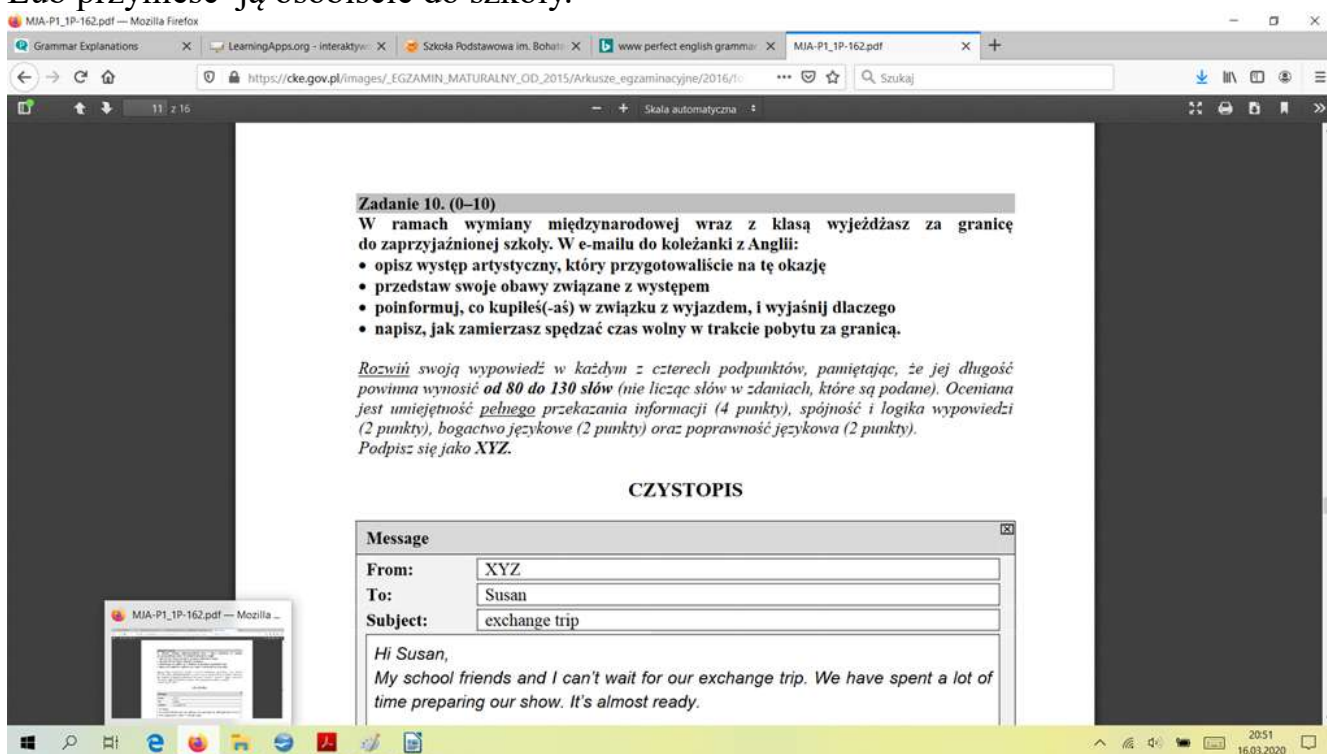 Lub przynieść ją osobiście do szkoły.
MJA-P1_1P-162.pdf — Mozilla Firefox
Grammar Explanations
LearningApps.org - interaktyw
Szkoła Podstawowa im. Bohat
www perfect english grammar
MJA-P1_1P-162.pdf
https://cke.gov.pl/images/_EGZAMIN_MATURALNY_OD_2015/Arkusze_egzaminacyjne/2016/fo
Szukaj
11 z 16
Skala automatyczna
Zadanie 10. (0–10)
W ramach wymiany międzynarodowej wraz z klasą wyjeżdżasz za granicę
do zaprzyjaźnionej szkoły. W e-mailu do koleżanki z Anglii:
• opisz występ artystyczny, który przygotowaliście na tę okazję
• przedstaw swoje obawy związane z występem
• poinformuj, co kupiłeś(-aś) w związku z wyjazdem, i wyjaśnij dlaczego
• napisz, jak zamierzasz spędzać czas wolny w trakcie pobytu za granicą.
Rozwiń swoją wypowiedź w każdym z czterech podpunktów, pamiętając, że jej długość
powinna wynosić od 80 do 130 słów (nie licząc słów w zdaniach, które są podane). Oceniana
jest umiejętność pełnego przekazania informacji (4 punkty), spójność i logika wypowiedzi
(2 punkty), bogactwo językowe (2 punkty) oraz poprawność językowa (2 punkty).
Podpisz się jako XYZ.
CZYSTOPIS
Message
From: XYZ
To: Susan
Subject: exchange trip
Hi Susan,
My school friends and I can't wait for our exchange trip. We have spent a lot of
time preparing our show. It's almost ready.
MJA-P1_1P-162.pdf — Mozilla ...
20:51
16.03.2020